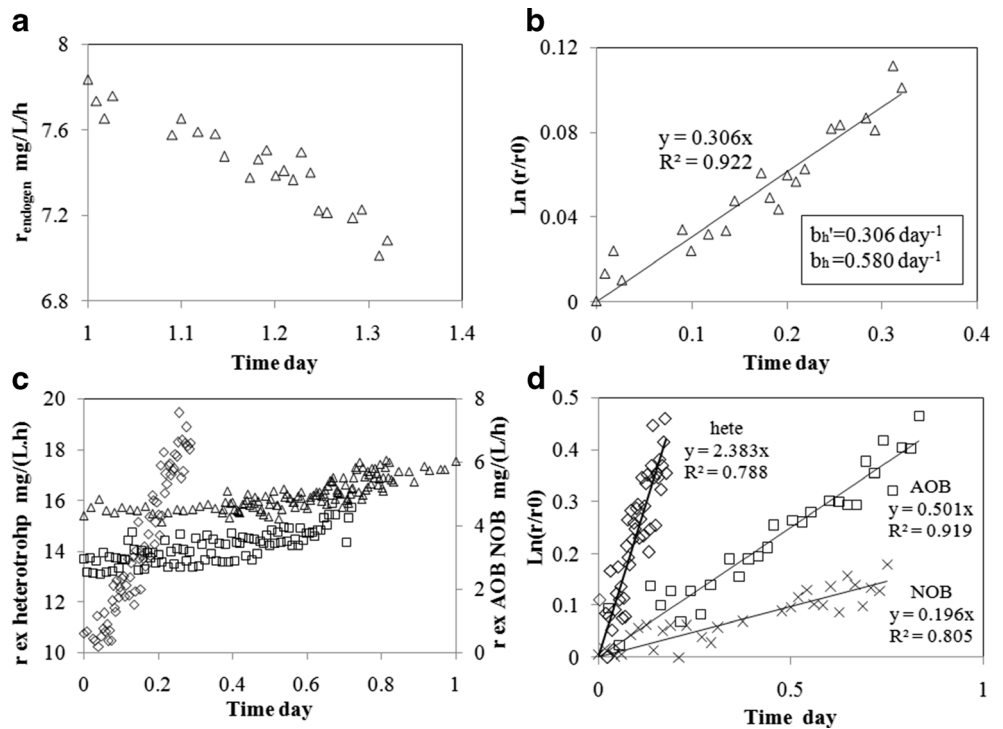 a
8
7.6
7.2
6.8
r endogen mg/L/h
1
1.1
1.2
1.3
1.4
Time day
b
0.12
0.08
0.04
0
Ln (r/r0)
y = 0.306x
R² = 0.922
bh'=0.306 day-1
bh=0.580 day-1
0
0.1
0.2
0.3
0.4
Time day
c
20
18
16
14
12
10
r ex heterotrohp mg/(L.h)
8
6
4
2
0
r ex AOB NOB mg/(L/h)
0
0.2
0.4
0.6
0.8
1
Time day
d
0.5
0.4
0.3
0.2
0.1
0
Ln(r/r0)
hete
y = 2.383x
R² = 0.788
AOB
y = 0.501x
R² = 0.919
NOB
y = 0.196x
R² = 0.805
0
0.5
1
Time day